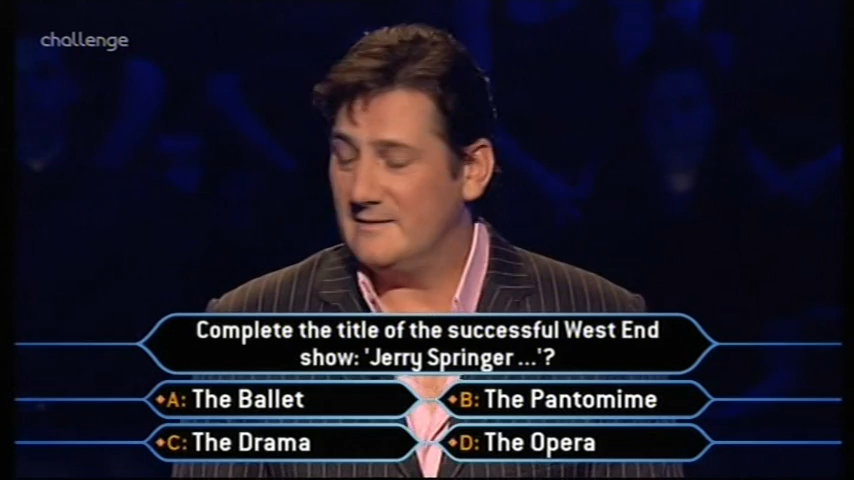 challenge
Complete the title of the successful West End
show: 'Jerry Springer ...'?
A: The Ballet
B: The Pantomime
C: The Drama
D: The Opera